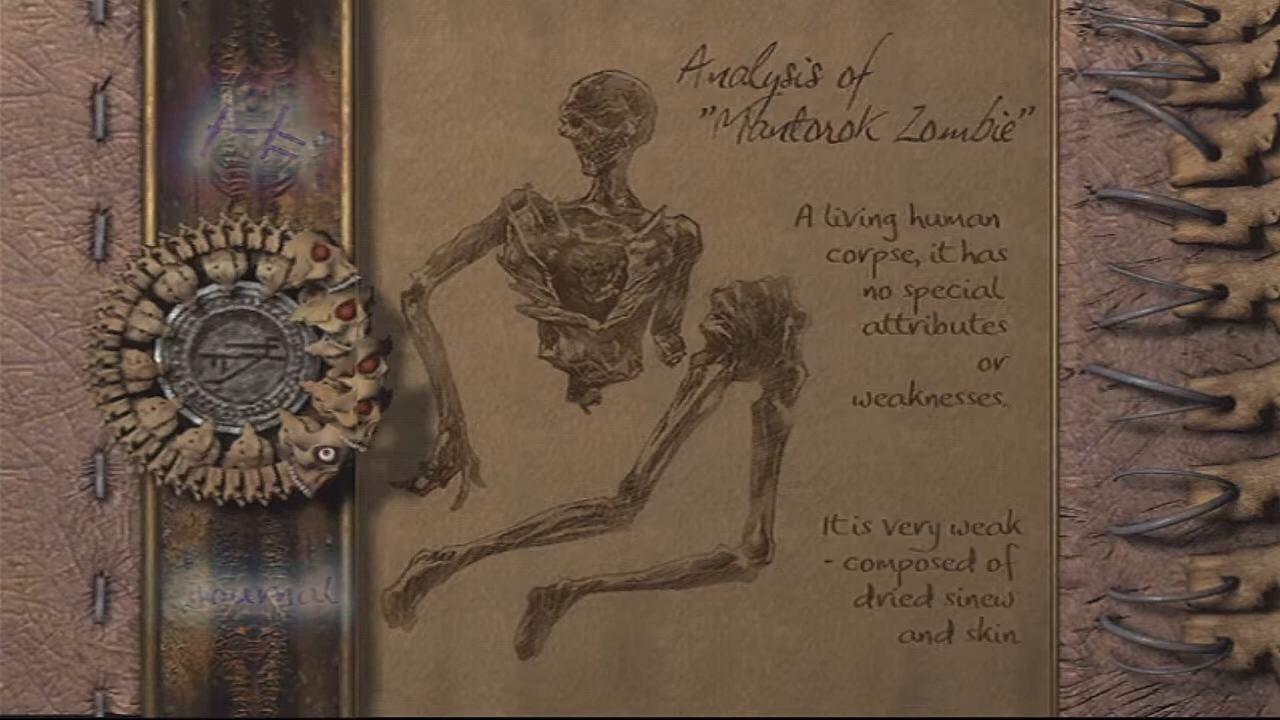 Analysis of
"Mantorok Zombie"
A living human
corpse, it has
no special
attributes
or
weaknesses.
It is very weak
- composed of
dried sinew
and skin
Journal